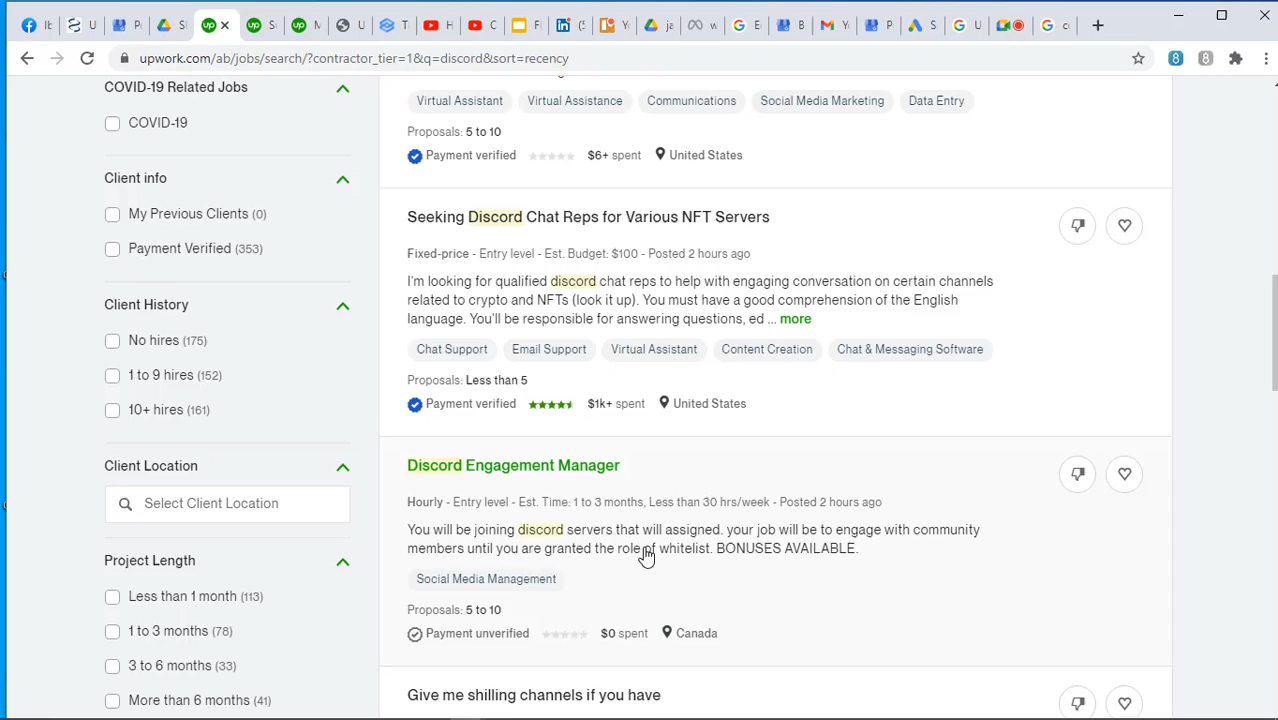 Ib
U
P
S
up
up S
up M
U
T
H
C
F
(5
Y
ja
w
E
B
Y
P
S
U
c
upwork.com/ab/jobs/search/?contractor_tier=1&q=discord&sort=recency
8
8
COVID-19 Related Jobs
COVID-19
Client info
My Previous Clients (0)
Payment Verified (353)
Client History
No hires (175)
1 to 9 hires (152)
10+ hires (161)
Client Location
Select Client Location
Project Length
Less than 1 month (113)
1 to 3 months (78)
3 to 6 months (33)
More than 6 months (41)
Virtual Assistant Virtual Assistance Communications Social Media Marketing Data Entry
Proposals: 5 to 10
Payment verified $6+ spent United States
Seeking Discord Chat Reps for Various NFT Servers
Fixed-price - Entry level - Est. Budget: $100 - Posted 2 hours ago
I'm looking for qualified discord chat reps to help with engaging conversation on certain channels
related to crypto and NFTs (look it up). You must have a good comprehension of the English
language. You'll be responsible for answering questions, ed ... more
Chat Support Email Support Virtual Assistant Content Creation Chat & Messaging Software
Proposals: Less than 5
Payment verified $1k+ spent United States
Discord Engagement Manager
Hourly - Entry level - Est. Time: 1 to 3 months, Less than 30 hrs/week - Posted 2 hours ago
You will be joining discord servers that will assigned. your job will be to engage with community
members until you are granted the role of whitelist. BONUSES AVAILABLE.
Social Media Management
Proposals: 5 to 10
Payment unverified $0 spent Canada
Give me shilling channels if you have